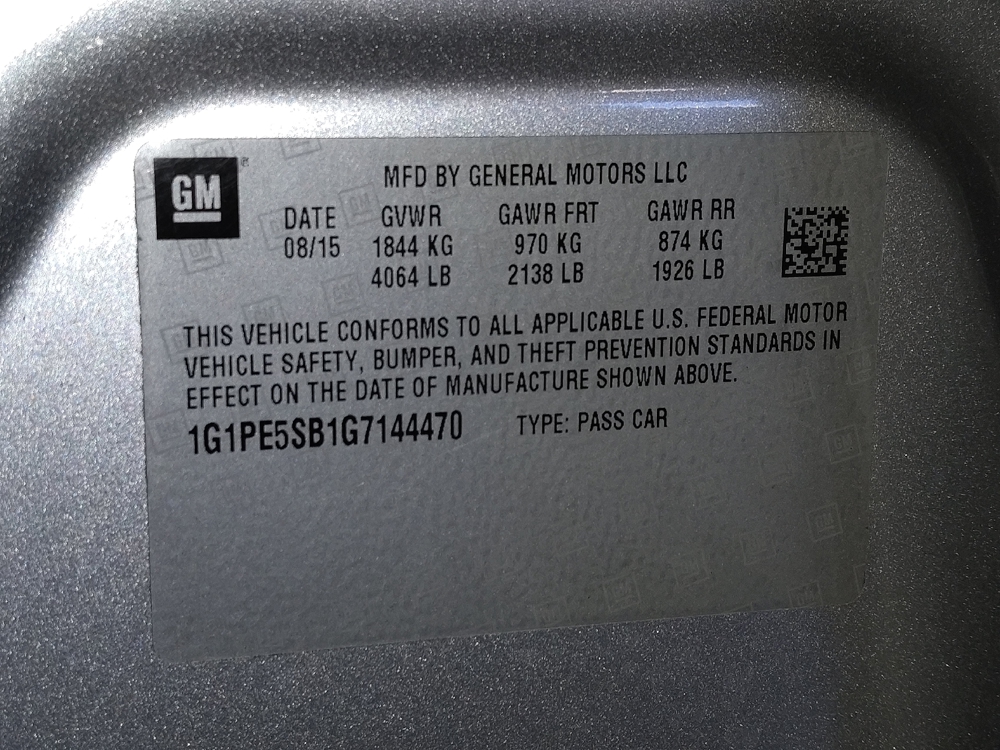 GM
MFD BY GENERAL MOTORS LLC
DATE GVWR GAWR FRT GAWR RR
08/15 1844 KG 970 KG 874 KG
4064 LB 2138 LB 1926 LB
THIS VEHICLE CONFORMS TO ALL APPLICABLE U.S. FEDERAL MOTOR
VEHICLE SAFETY, BUMPER, AND THEFT PREVENTION STANDARDS IN
EFFECT ON THE DATE OF MANUFACTURE SHOWN ABOVE.
1G1PE5SB1G7144470 TYPE: PASS CAR